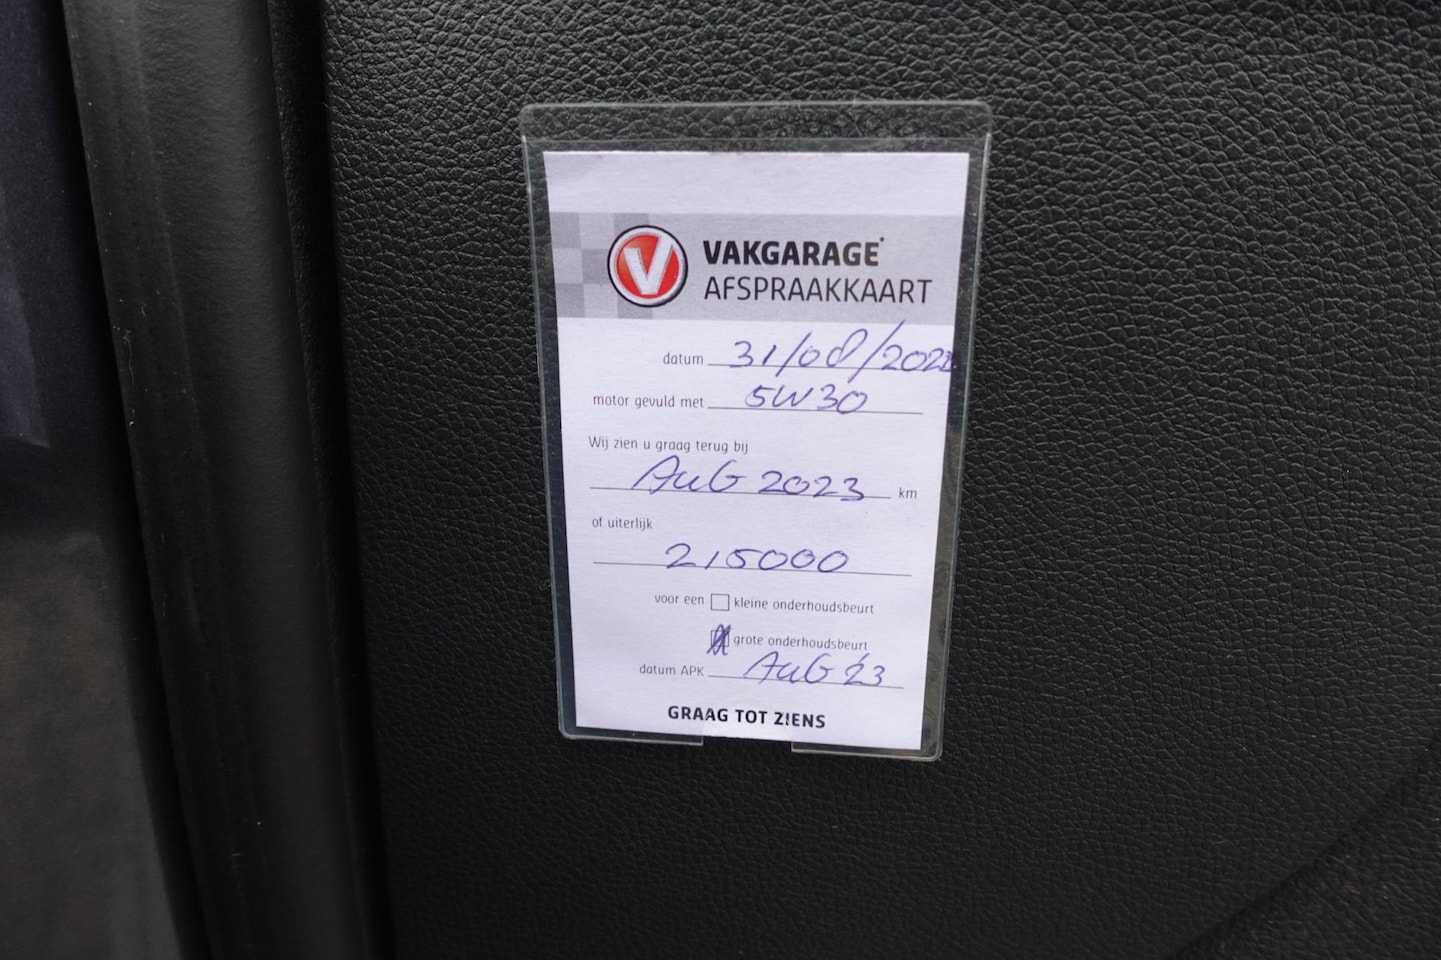 V VAKGARAGE
AFSPRAAKKAART
datum 31/08/2022
motor gevuld met 5W30
Wij zien u graag terug bij
AuG 2023 km
of uiterlijk
215000
voor een kleine onderhoudsbeurt
grote onderhoudsbeurt
datum APK AuG '23
GRAAG TOT ZIENS